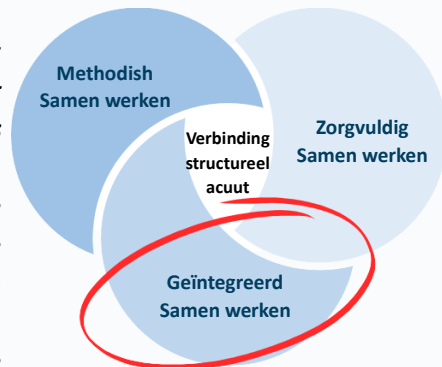 Methodish
Samen werken
Zorgvuldig
Samen werken
Verbinding
structureel
acuut
Geïntegreerd
Samen werken